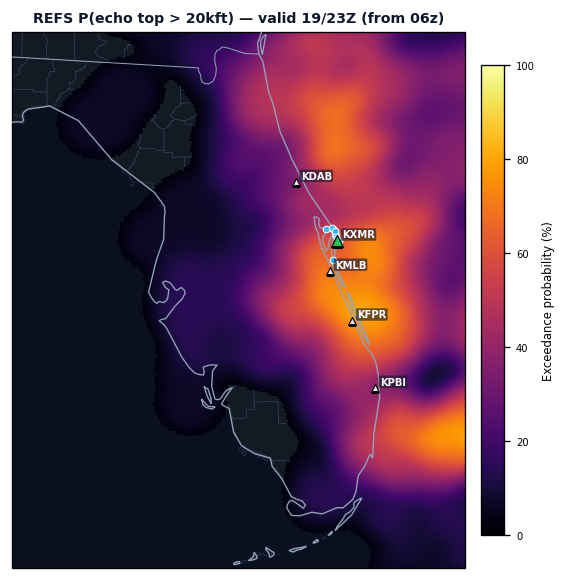 REFS P(echo top > 20kft) — valid 19/23Z (from 06z)
KDAB
KXMR
KMLB
KFPR
KPBI
100
80
60
40
20
0
Exceedance probability (%)